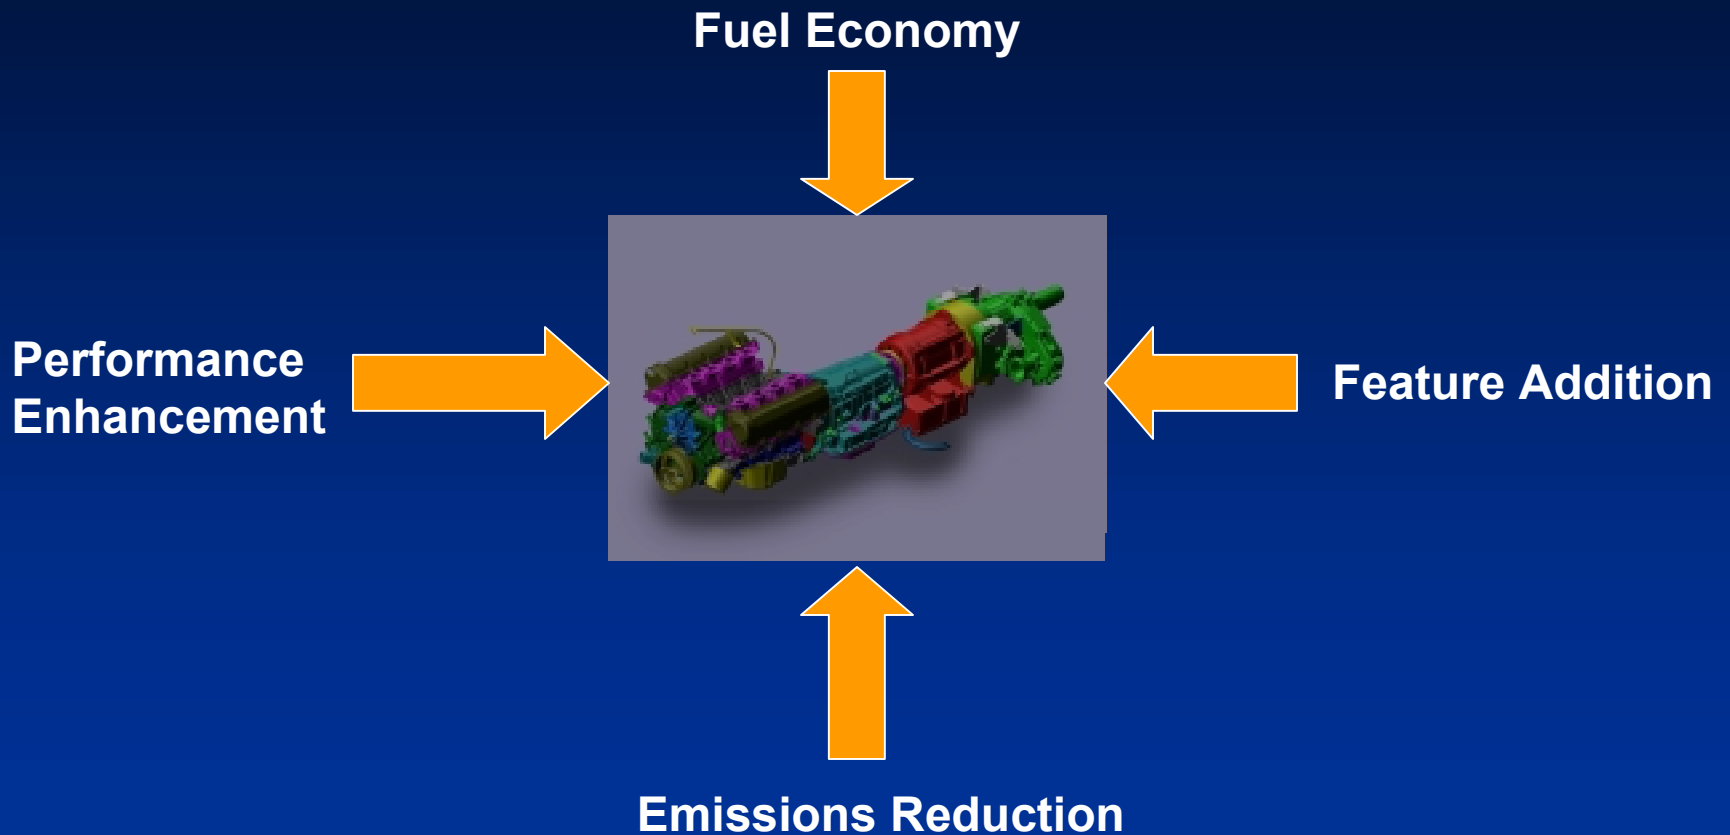 Fuel Economy
Performance
Enhancement
Feature Addition
Emissions Reduction